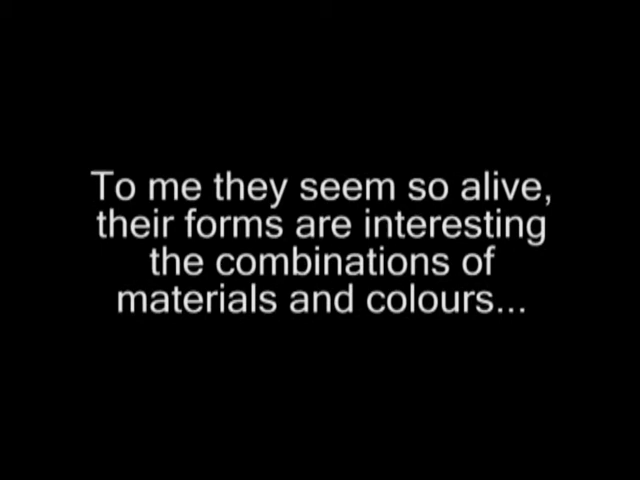 To me they seem so alive,
their forms are interesting
the combinations of
materials and colours...